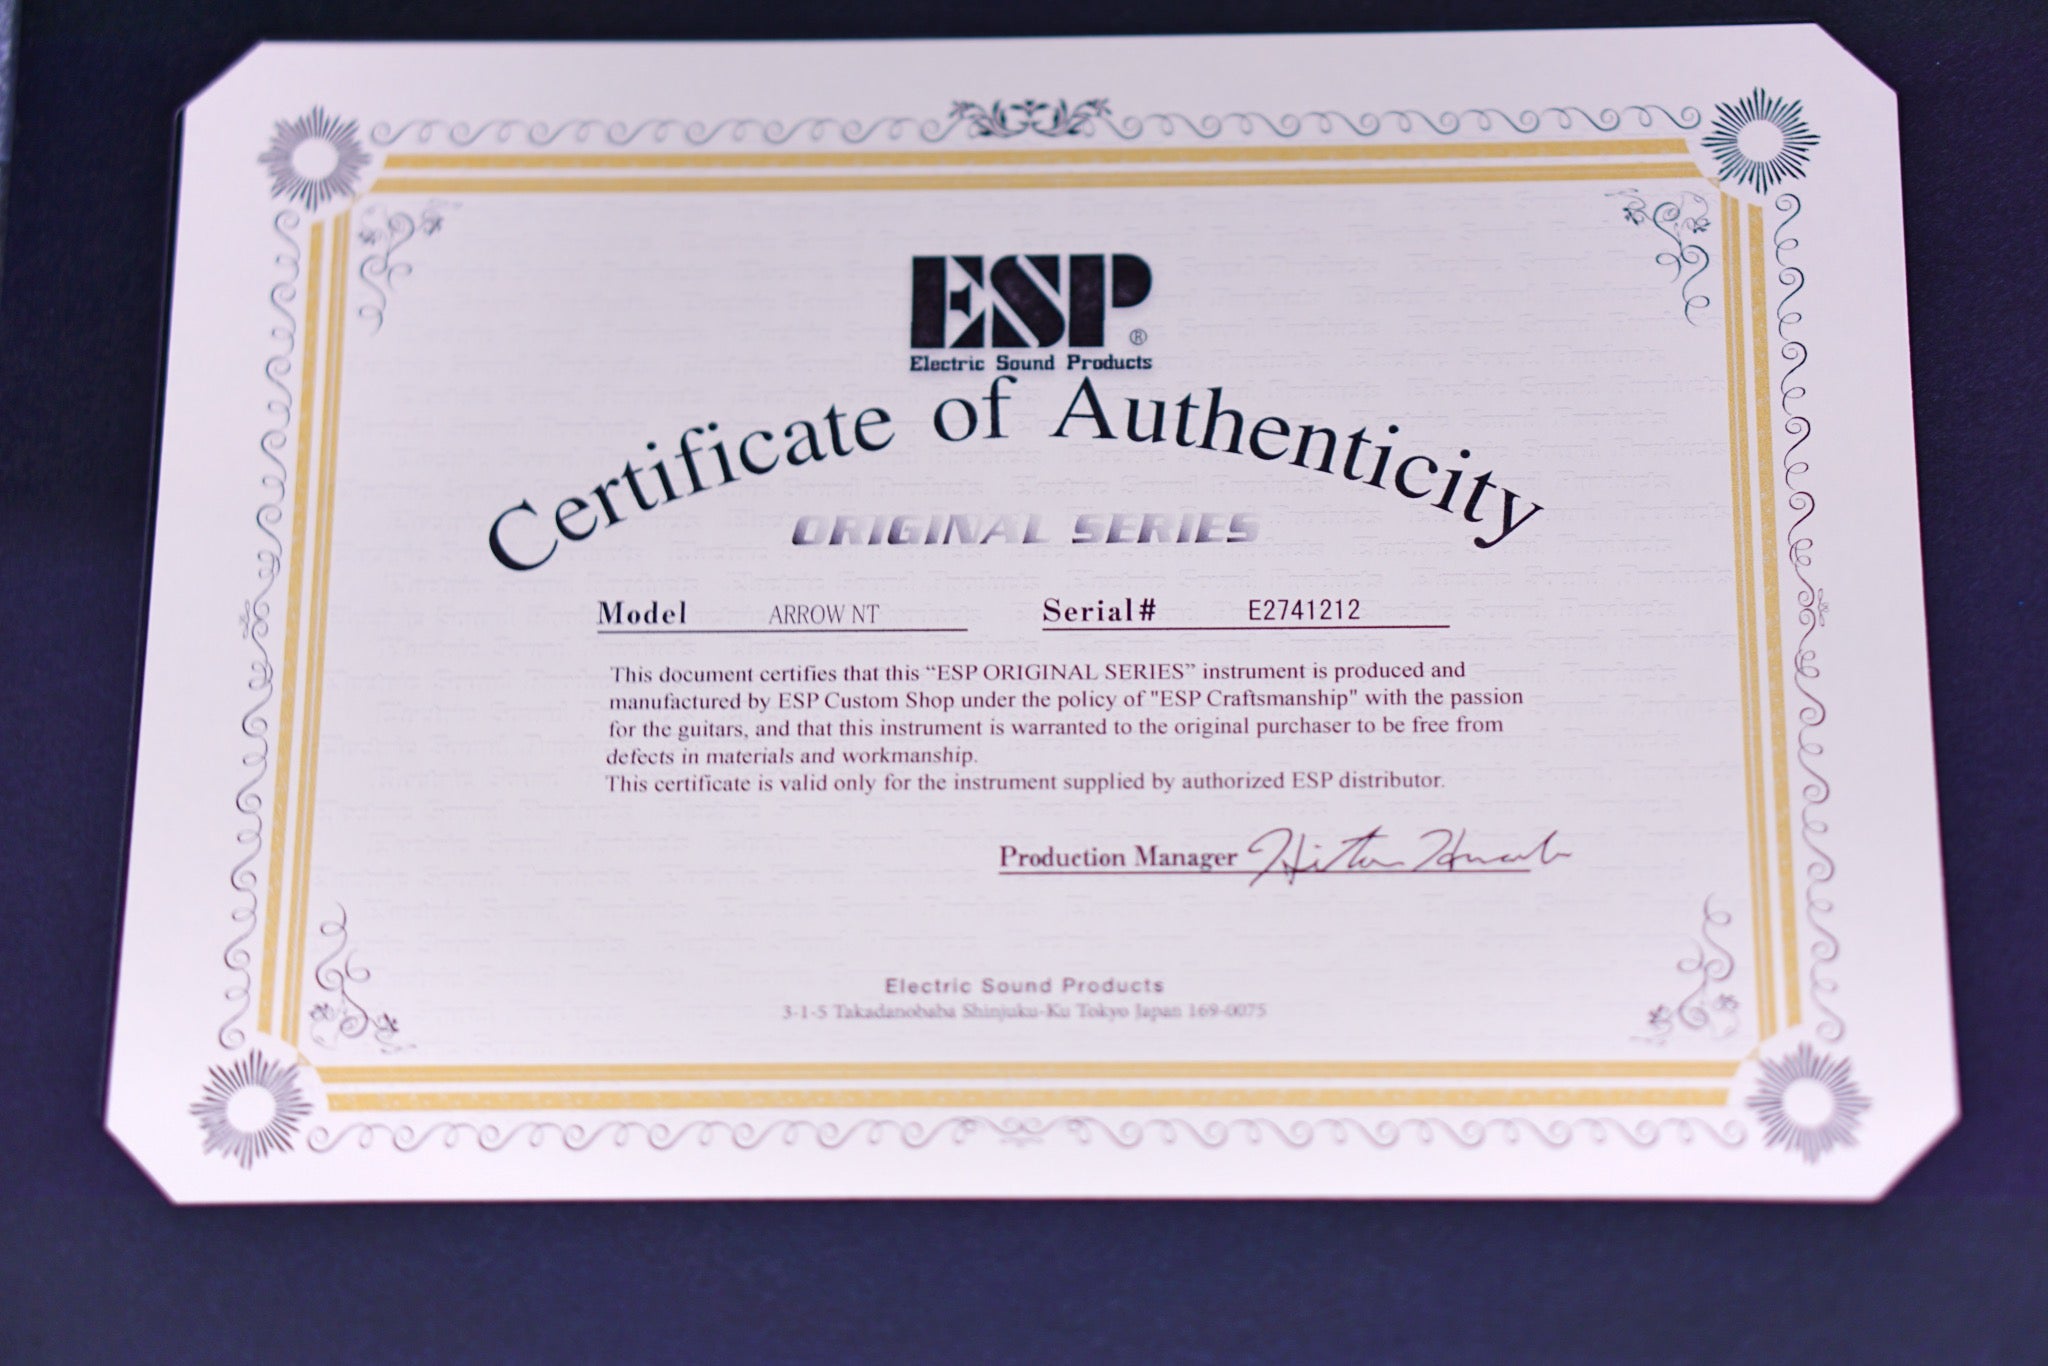 ESP®
Electric Sound Products
Certificate of Authenticity
ORIGINAL SERIES
Model ARROW NT Serial# E2741212
This document certifies that this “ESP ORIGINAL SERIES” instrument is produced and
manufactured by ESP Custom Shop under the policy of "ESP Craftsmanship" with the passion
for the guitars, and that this instrument is warranted to the original purchaser to be free from
defects in materials and workmanship.
This certificate is valid only for the instrument supplied by authorized ESP distributor.
Production Manager
Electric Sound Products
3-1-5 Takadanobaba Shinjuku-Ku Tokyo Japan 169-0075